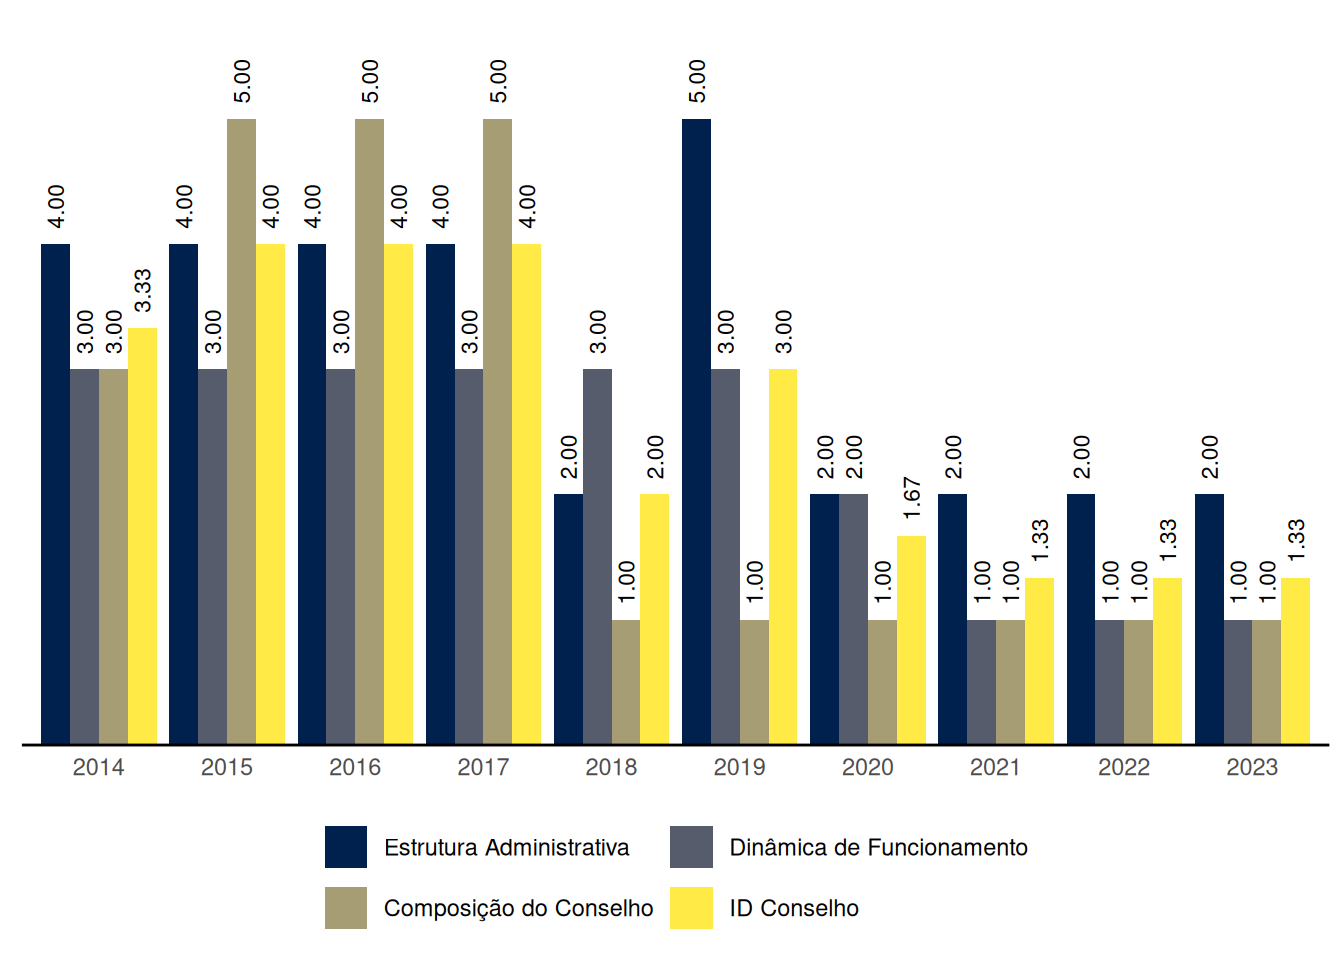 4.00 3.00 3.00 3.33
4.00 3.00 5.00 4.00
4.00 3.00 5.00 4.00
4.00 3.00 5.00 4.00
2.00 3.00 1.00 2.00
5.00 3.00 1.00 3.00
2.00 2.00 1.00 1.67
2.00 1.00 1.00 1.33
2.00 1.00 1.00 1.33
2.00 1.00 1.00 1.33
2014 2015 2016 2017 2018 2019 2020 2021 2022 2023
Estrutura Administrativa Dinâmica de Funcionamento
Composição do Conselho ID Conselho